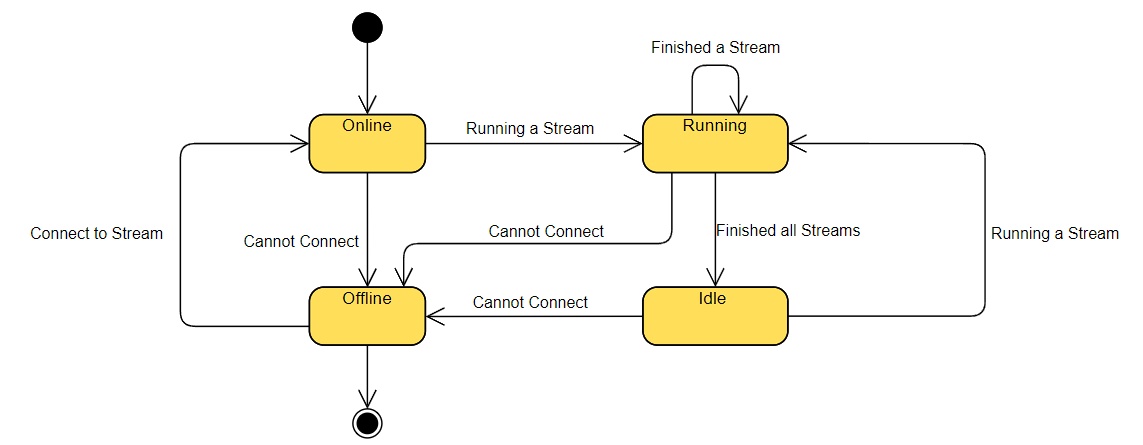 Finished a Stream
Online
Running a Stream
Running
Connect to Stream
Cannot Connect
Cannot Connect
Finished all Streams
Running a Stream
Offline
Cannot Connect
Idle